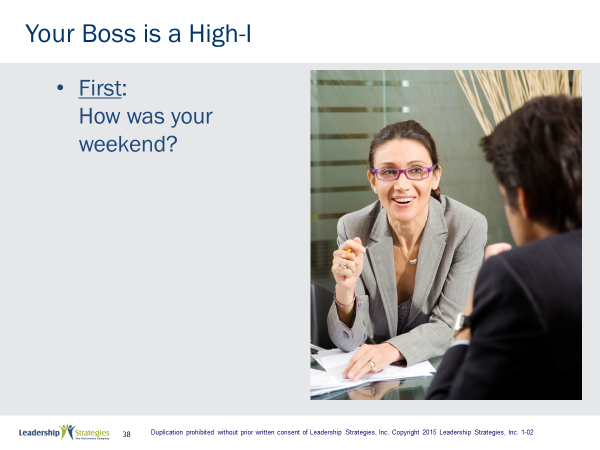 Your Boss is a High-I
• First:
How was your
weekend?
Leadership Strategies
The Facilitation Company
38
Duplication prohibited without prior written consent of Leadership Strategies, Inc. Copyright 2015 Leadership Strategies, Inc. 1-02